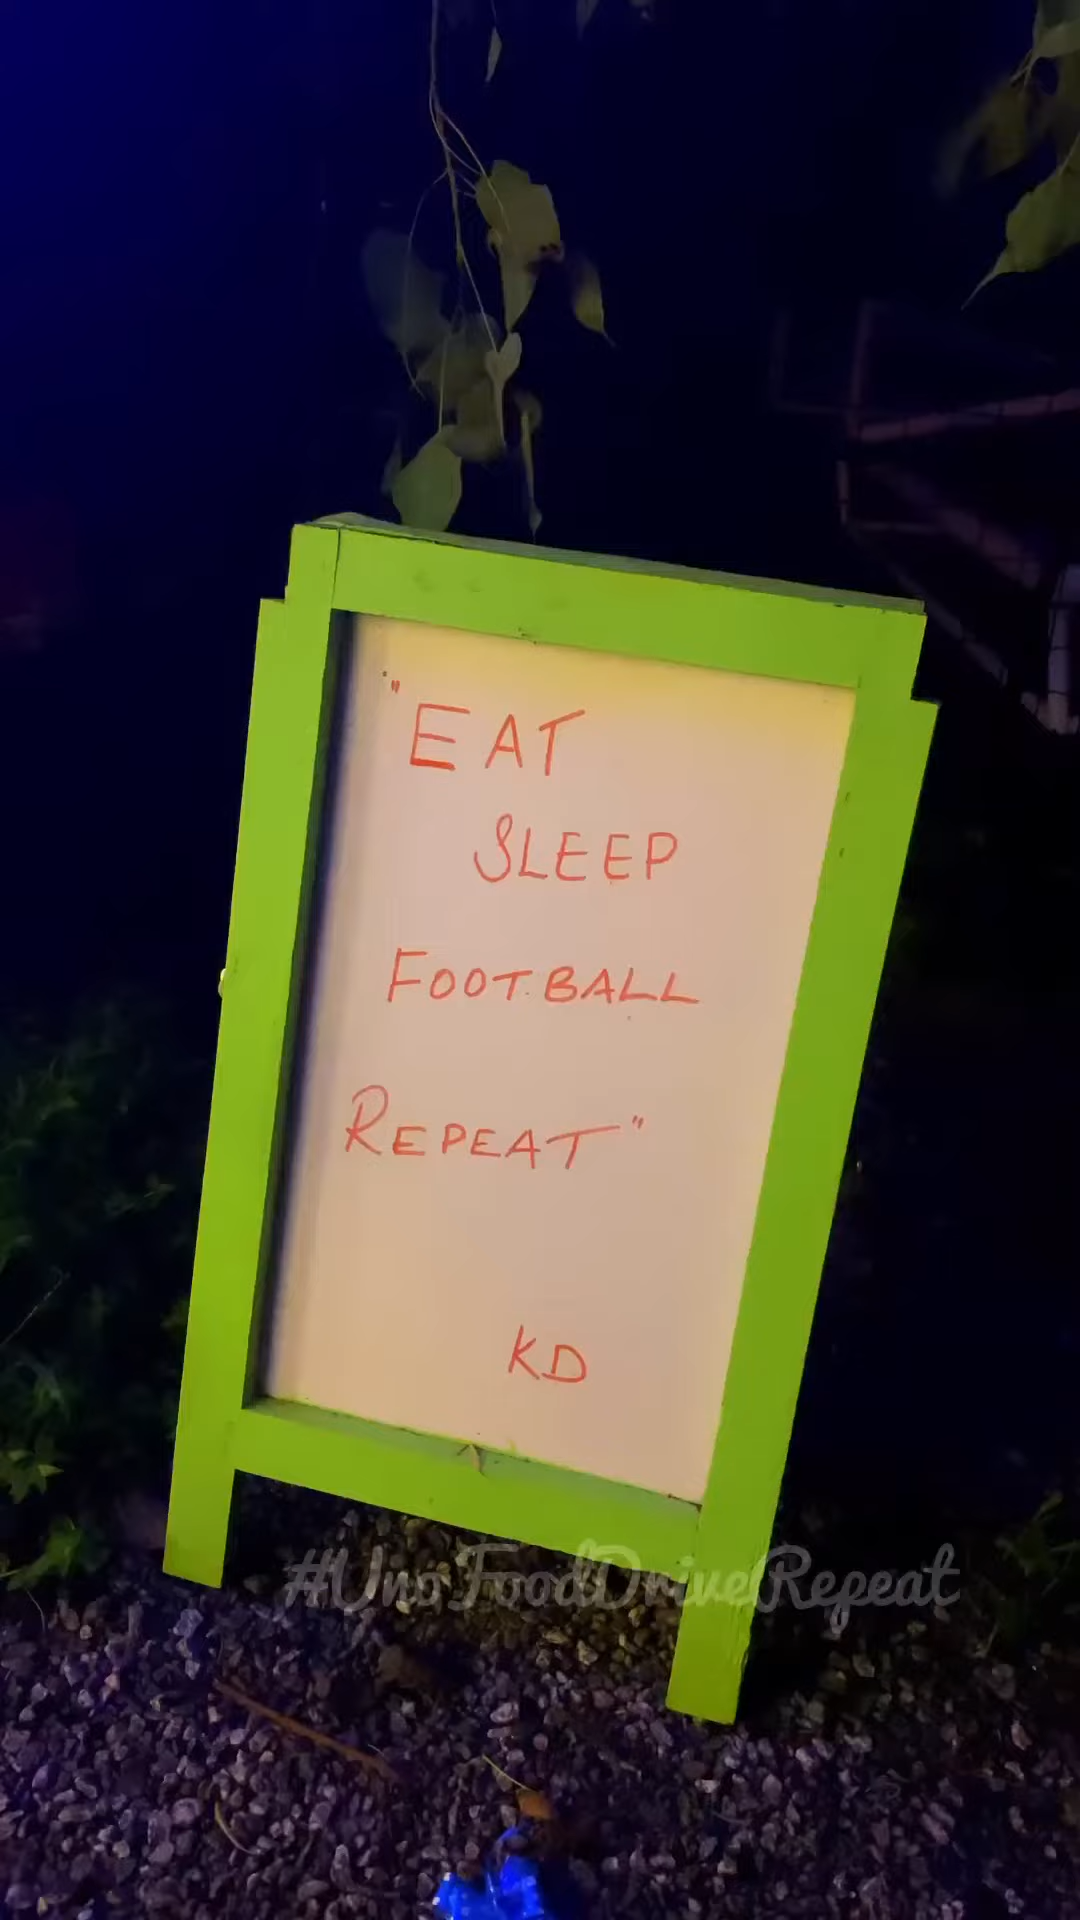 "EAT
SLEEP
FOOTBALL
REPEAT"
KD
#UnoFoodDriveRepeat